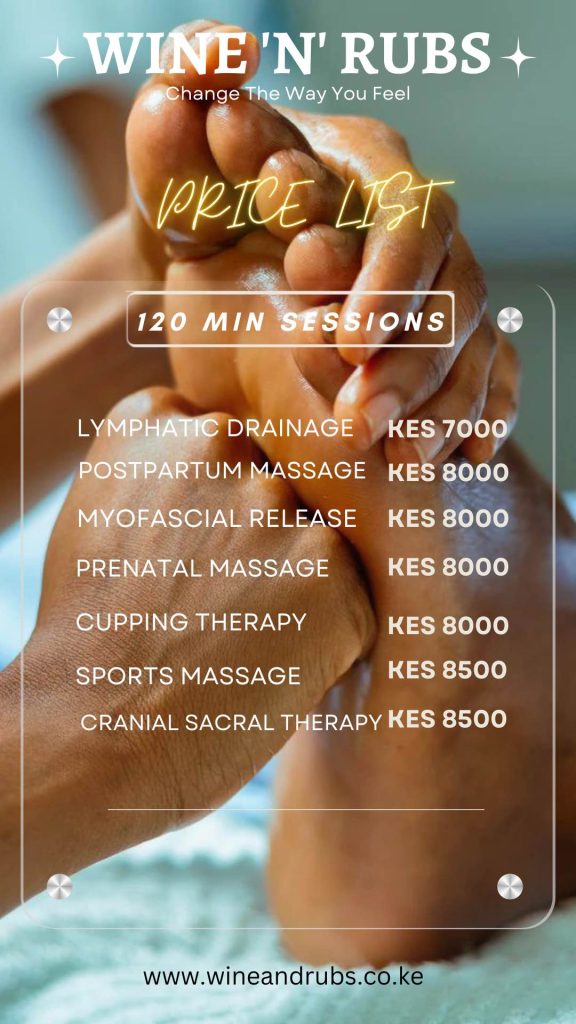 WINE 'N' RUBS
Change The Way You Feel
PRICE LIST
120 MIN SESSIONS
LYMPHATIC DRAINAGE KES 7000
POSTPARTUM MASSAGE KES 8000
MYOFASCIAL RELEASE KES 8000
PRENATAL MASSAGE KES 8000
CUPPING THERAPY KES 8000
SPORTS MASSAGE KES 8500
CRANIAL SACRAL THERAPY KES 8500
www.wineandrubs.co.ke